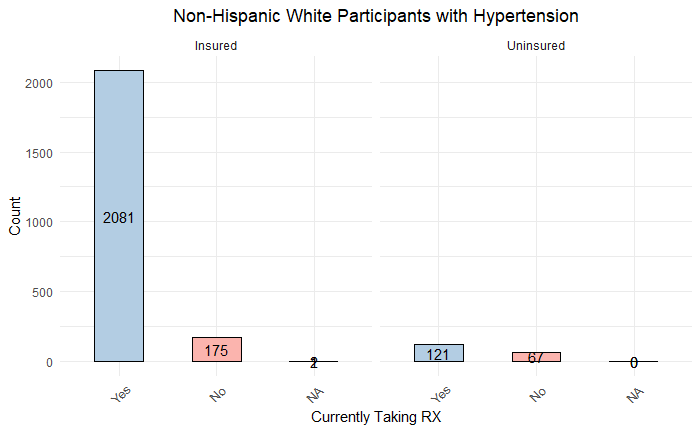 Non-Hispanic White Participants with Hypertension
Insured
Uninsured
2000
1500
1000
500
0
Count
2081
175
121
67
0
Yes
No
NA
Yes
No
NA
Currently Taking RX